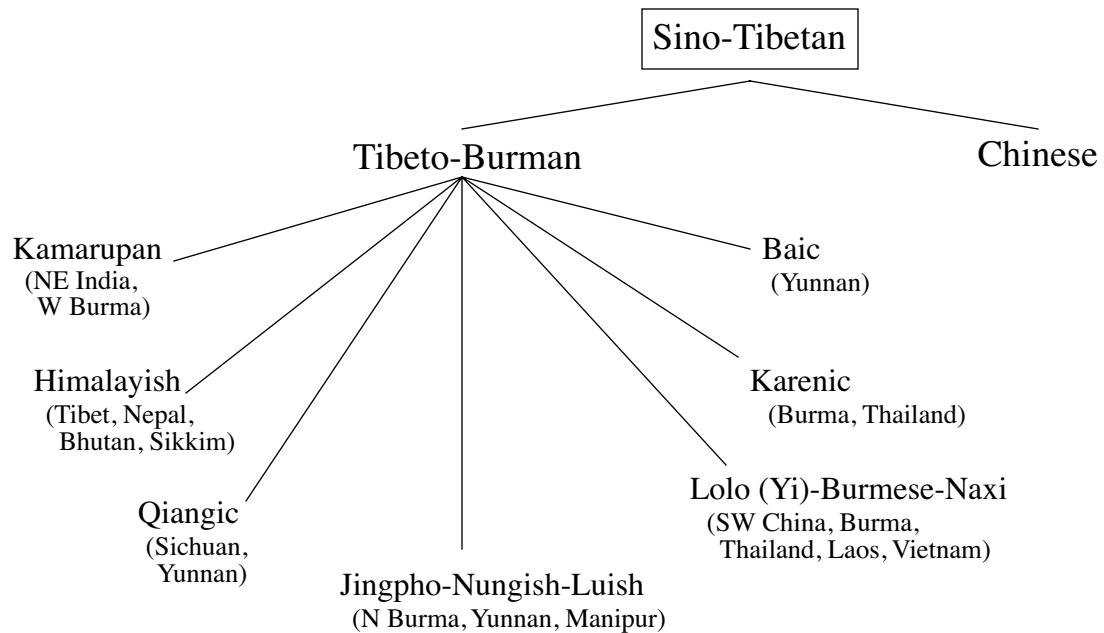 Sino-Tibetan
Tibeto-Burman
Chinese
Kamarupan
(NE India,
W Burma)
Baic
(Yunnan)
Himalayish
(Tibet, Nepal,
Bhutan, Sikkim)
Karenic
(Burma, Thailand)
Qiangic
(Sichuan,
Yunnan)
Lolo (Yi)-Burmese-Naxi
(SW China, Burma,
Thailand, Laos, Vietnam)
Jingpho-Nungish-Luish
(N Burma, Yunnan, Manipur)